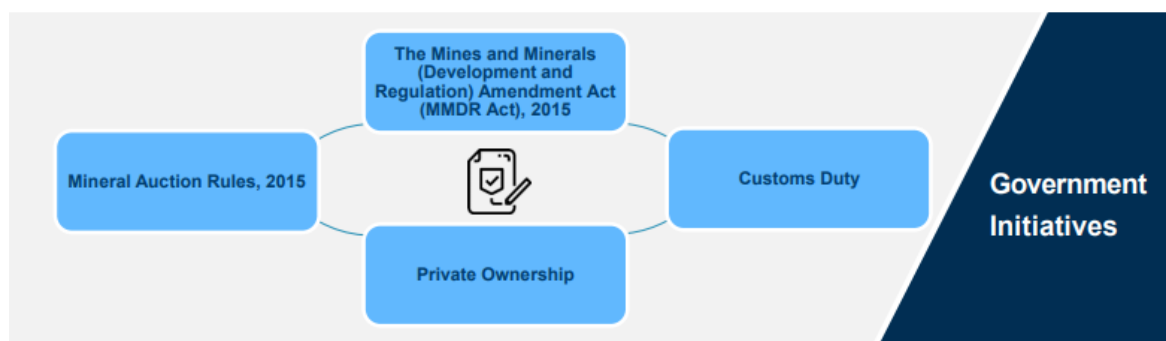 The Mines and Minerals
(Development and
Regulation) Amendment Act
(MMDR Act), 2015
Mineral Auction Rules, 2015
Customs Duty
Private Ownership
Government
Initiatives